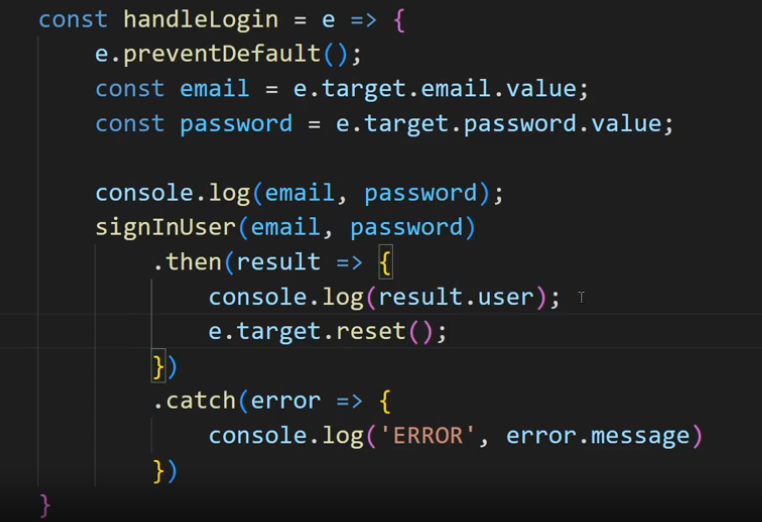 const handleLogin = e => {
e.preventDefault();
const email = e.target.email.value;
const password = e.target.password.value;
console.log(email, password);
signInUser(email, password)
.then(result => {
console.log(result.user);
e.target.reset();
})
.catch(error => {
console.log('ERROR', error.message)
})
}